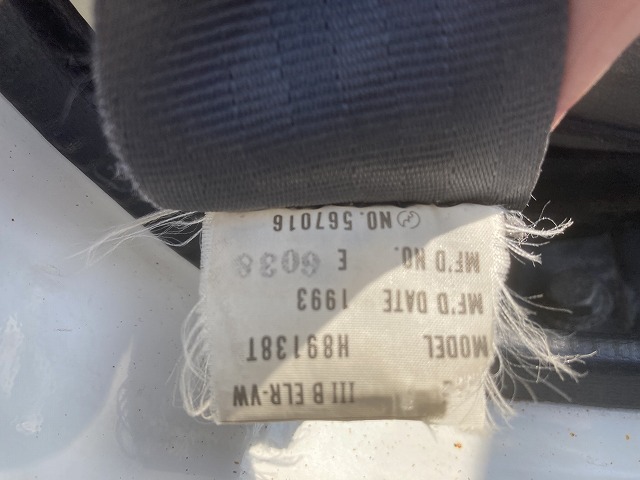 III B ELR-VW
MODEL H89138T
MF'D DATE 1993
MF'D NO. E 6038
NO. 567016